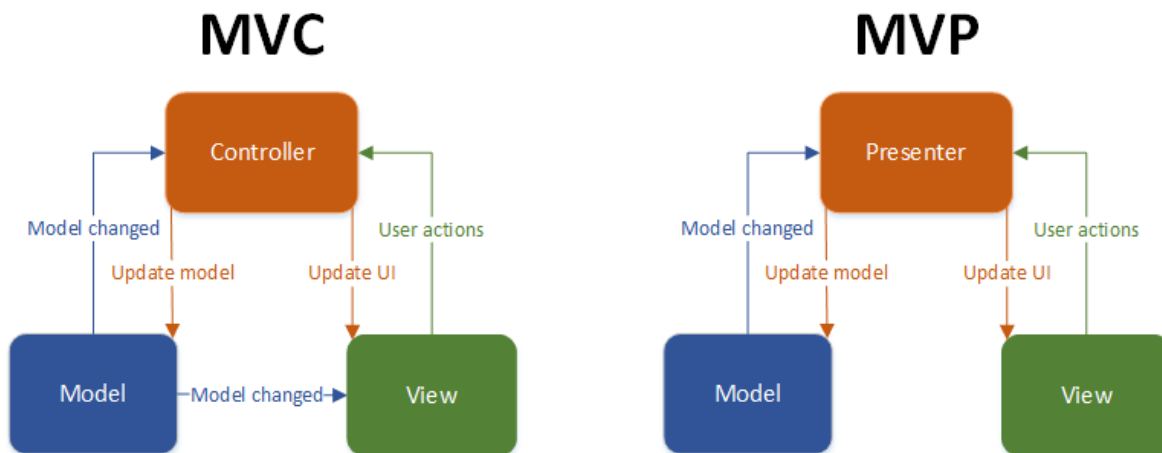 MVC
MVP
Controller
Model changed
User actions
Update model
Update UI
Model
Model changed
View
Presenter
Model changed
User actions
Update model
Update UI
Model
View